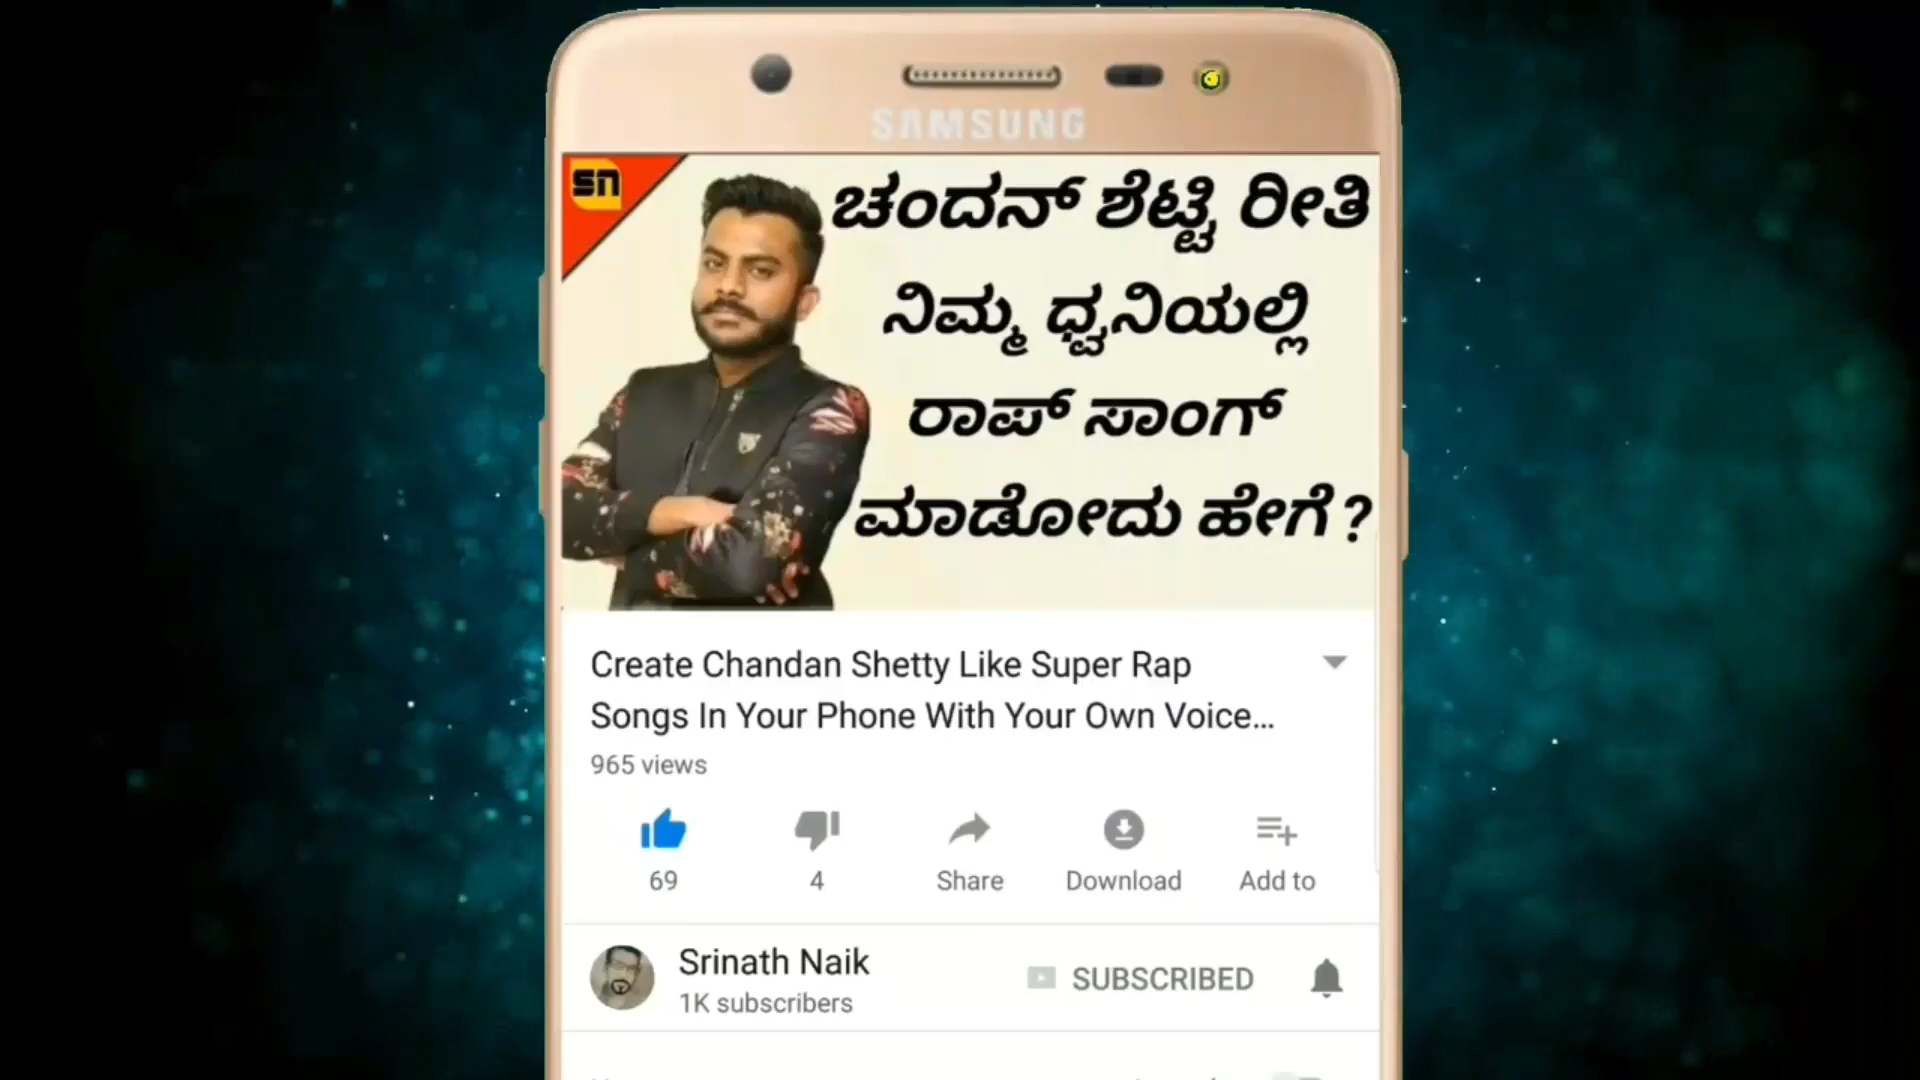 SAMSUNG
SN
ಚಂದನ್ ಶೆಟ್ಟಿ ರೀತಿ
ನಿಮ್ಮ ಧ್ವನಿಯಲ್ಲಿ
ರಾಪ್ ಸಾಂಗ್
ಮಾಡೋದು ಹೇಗೆ?
Create Chandan Shetty Like Super Rap
Songs In Your Phone With Your Own Voice...
965 views
69
4
Share
Download
Add to
Srinath Naik
SUBSCRIBED
1K subscribers